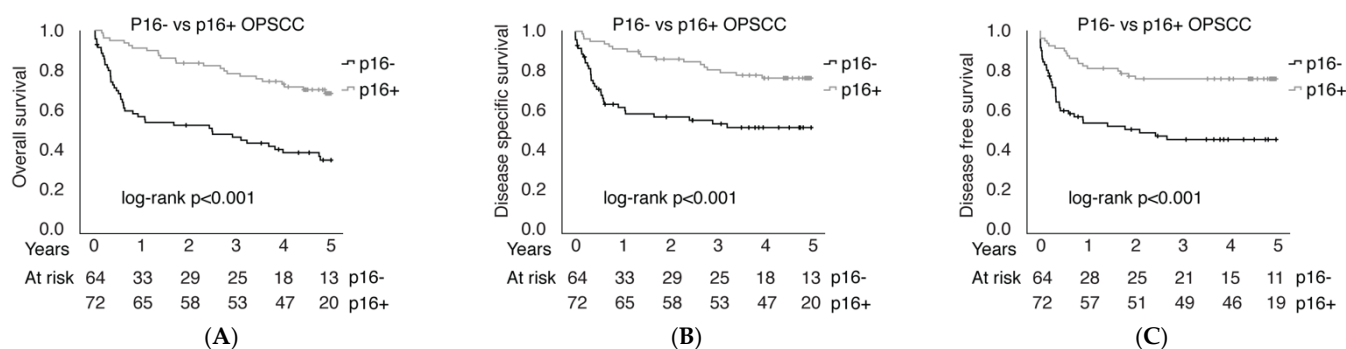 P16- vs p16+ OPSCC
Overall survival
1.0
0.8
0.6
0.4
0.2
0.0
p16-
p16+
log-rank p<0.001
Years 0 1 2 3 4 5
At risk 64 33 29 25 18 13 p16-
72 65 58 53 47 20 p16+
(A)
P16- vs p16+ OPSCC
Disease specific survival
1.0
0.8
0.6
0.4
0.2
0.0
p16-
p16+
log-rank p<0.001
Years 0 1 2 3 4 5
At risk 64 33 29 25 18 13 p16-
72 65 58 53 47 20 p16+
(B)
P16- vs p16+ OPSCC
Disease free survival
1.0
0.8
0.6
0.4
0.2
0.0
p16-
p16+
log-rank p<0.001
Years 0 1 2 3 4 5
At risk 64 28 25 21 15 11 p16-
72 57 51 49 46 19 p16+
(C)